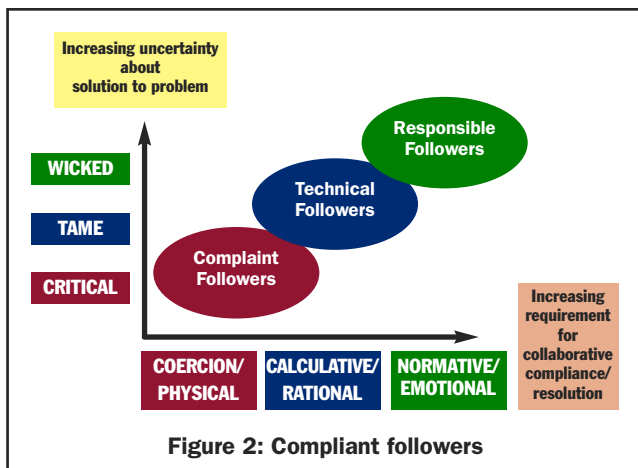 Increasing uncertainty
about
solution to problem
Responsible
Followers
WICKED
Technical
Followers
TAME
Complaint
Followers
CRITICAL
Increasing
requirement
for
collaborative
compliance/
resolution
COERCION/
PHYSICAL
CALCULATIVE/
RATIONAL
NORMATIVE/
EMOTIONAL
Figure 2: Compliant followers